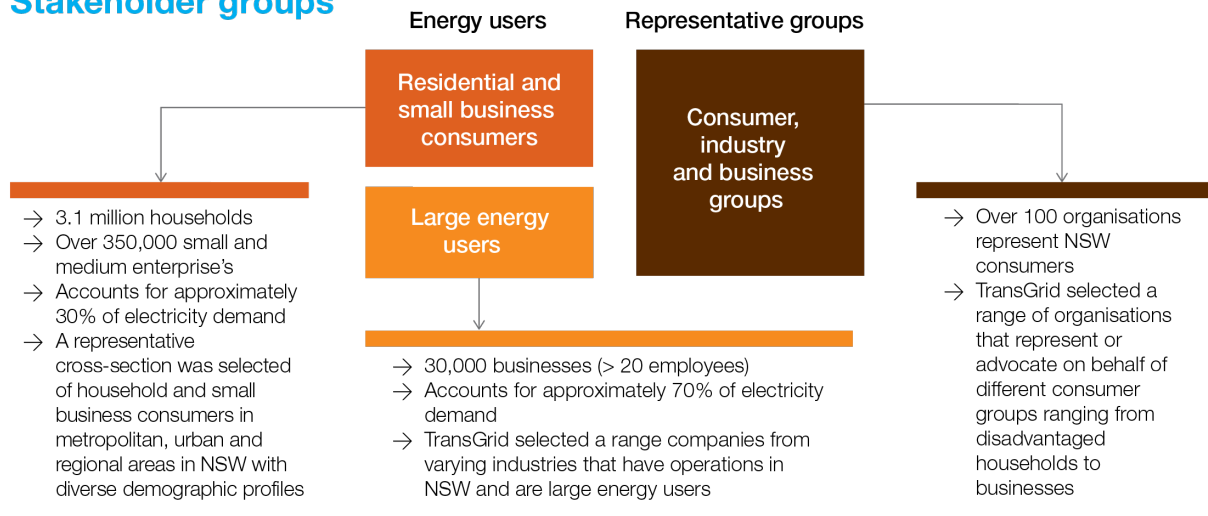 Stakeholder groups
Energy users
Representative groups
Residential and
small business
consumers
Large energy
users
Consumer,
industry
and business
groups
→ 3.1 million households
→ Over 350,000 small and
medium enterprise’s
→ Accounts for approximately
30% of electricity demand
→ A representative
cross-section was selected
of household and small
business consumers in
metropolitan, urban and
regional areas in NSW with
diverse demographic profiles
→ 30,000 businesses (> 20 employees)
→ Accounts for approximately 70% of electricity
demand
→ TransGrid selected a range companies from
varying industries that have operations in
NSW and are large energy users
→ Over 100 organisations
represent NSW
consumers
→ TransGrid selected a
range of organisations
that represent or
advocate on behalf of
different consumer
groups ranging from
disadvantaged
households to
businesses